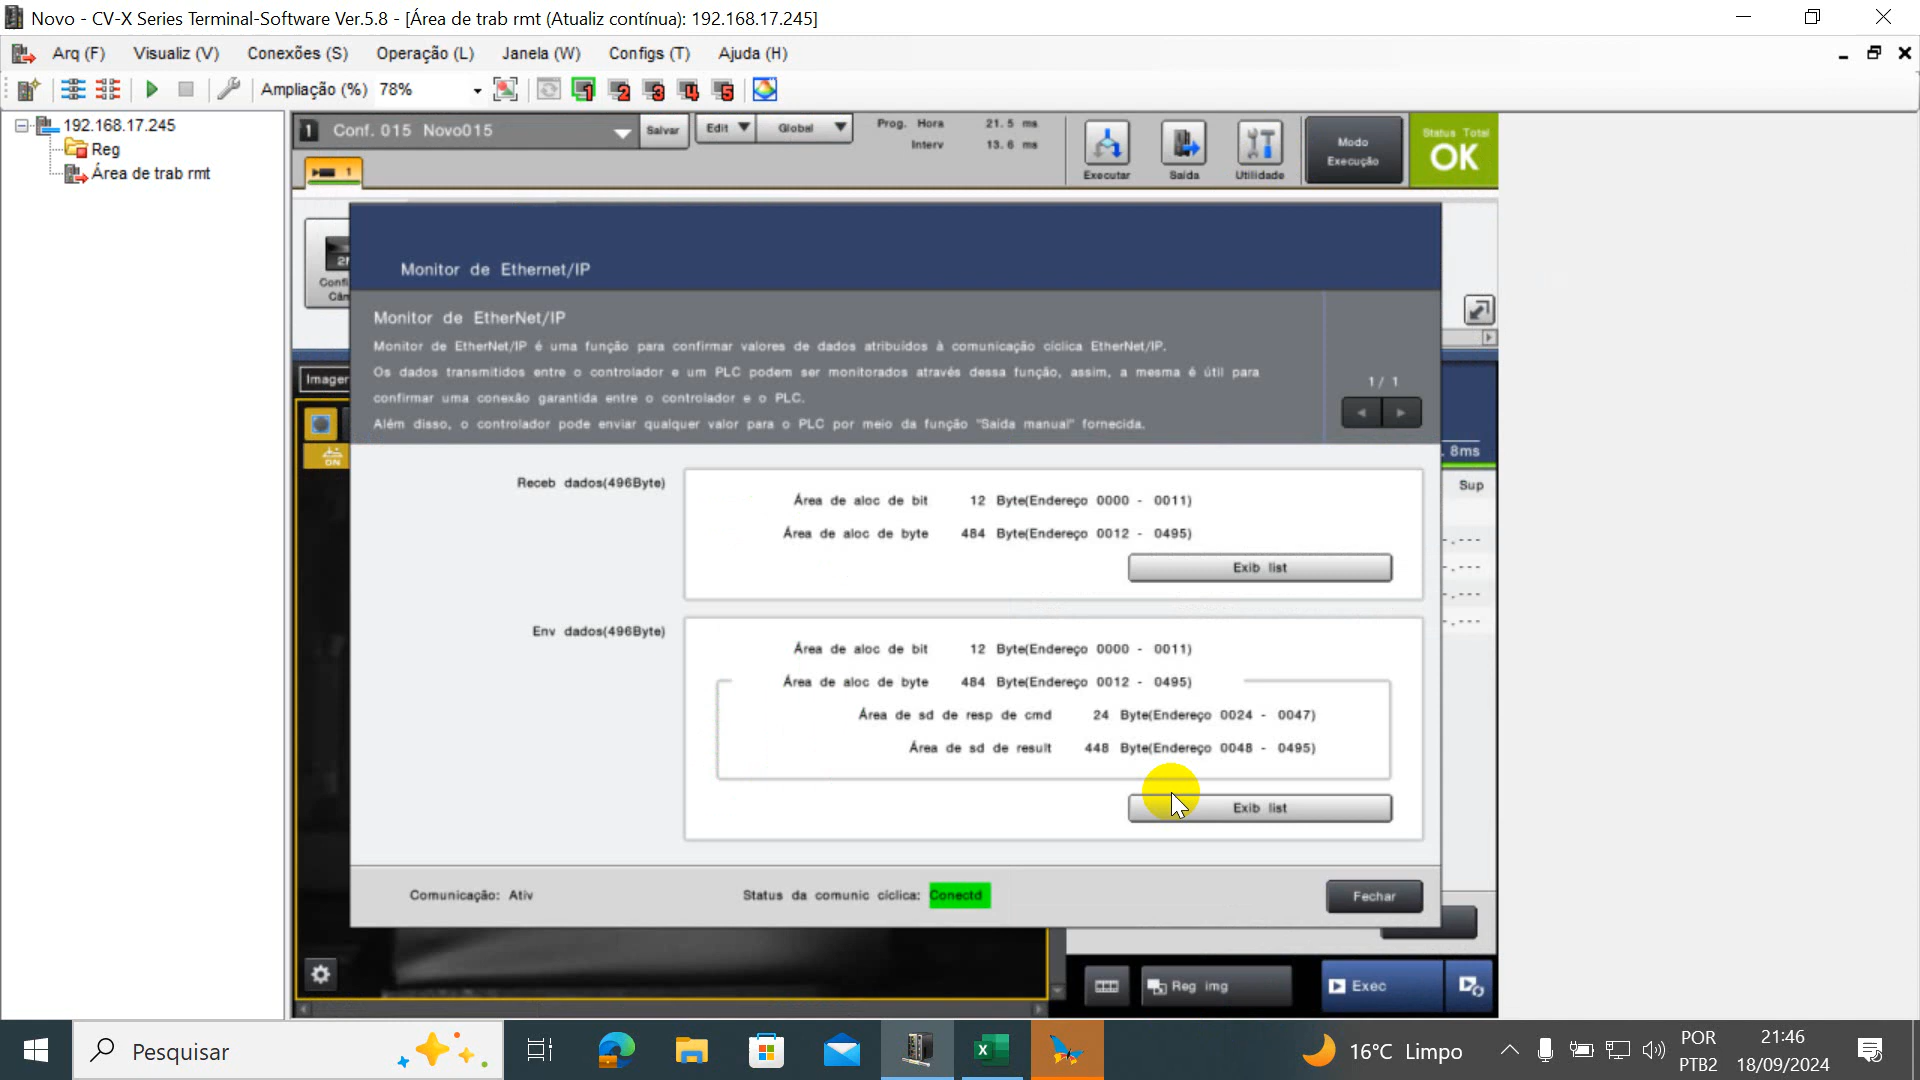 Novo - CV-X Series Terminal-Software Ver.5.8 - [Área de trab rmt (Atualiz contínua): 192.168.17.245]
Arq (F) Visualiz (V) Conexões (S) Operação (L) Janela (W) Configs (T) Ajuda (H)
Ampliação (%) 78% 1 2 3 4 5
192.168.17.245
Reg
Área de trab rmt
1 Conf. 015 Novo015 Salvar Edit Global
Prog. Hora 21.5 ms
Interv 13.6 ms
Executar Saída Utilidade
Modo
Execução
Status Total
OK
1
Monitor de Ethernet/IP
Monitor de EtherNet/IP
Monitor de EtherNet/IP é uma função para confirmar valores de dados atribuídos à comunicação cíclica EtherNet/IP.
Os dados transmitidos entre o controlador e um PLC podem ser monitorados através dessa função, assim, a mesma é útil para
confirmar uma conexão garantida entre o controlador e o PLC.
Além disso, o controlador pode enviar qualquer valor para o PLC por meio da função "Saída manual" fornecida.
1/ 1
Imager
ON
8ms
Sup
Receb dados(496Byte)
Área de aloc de bit 12 Byte(Endereço 0000 - 0011)
Área de aloc de byte 484 Byte(Endereço 0012 - 0495)
Exib list
Env dados(496Byte)
Área de aloc de bit 12 Byte(Endereço 0000 - 0011)
Área de aloc de byte 484 Byte(Endereço 0012 - 0495)
Área de sd de resp de cmd 24 Byte(Endereço 0024 - 0047)
Área de sd de result 448 Byte(Endereço 0048 - 0495)
Exib list
Comunicação: Ativ Status da comunic cíclica: Conectd Fechar
Reg img Exec
Pesquisar
16°C Limpo
POR
PTB2
21:46
18/09/2024